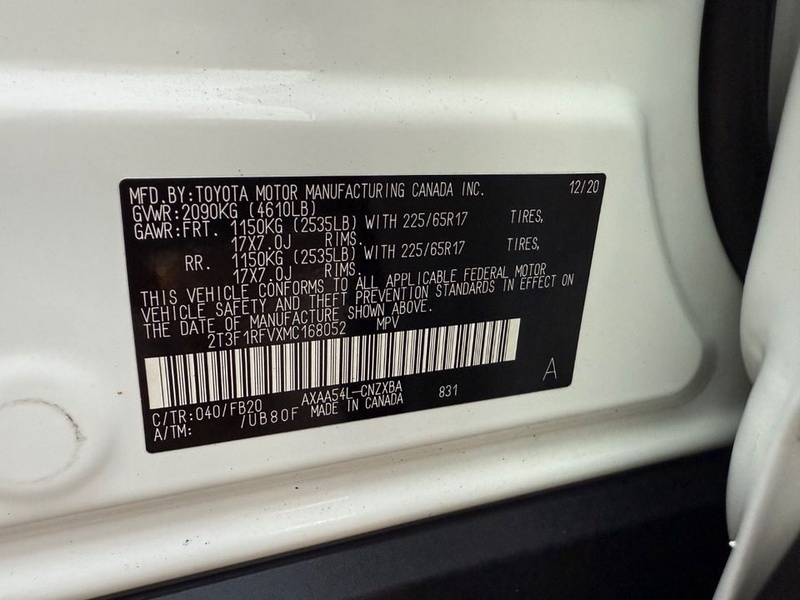 MFD.BY:TOYOTA MOTOR MANUFACTURING CANADA INC. 12/20
GVWR:2090KG (4610LB)
GAWR:FRT. 1150KG (2535LB) WITH 225/65R17 TIRES,
17X7.0J RIMS.
RR. 1150KG (2535LB) WITH 225/65R17 TIRES,
17X7.0J RIMS.
THIS VEHICLE CONFORMS TO ALL APPLICABLE FEDERAL MOTOR
VEHICLE SAFETY AND THEFT PREVENTION STANDARDS IN EFFECT ON
THE DATE OF MANUFACTURE SHOWN ABOVE.
2T3F1RFVXMC168052 MPV
C/TR:040/FB20 AXAA54L-CNZXBA 831 A
A/TM: /UB80F MADE IN CANADA